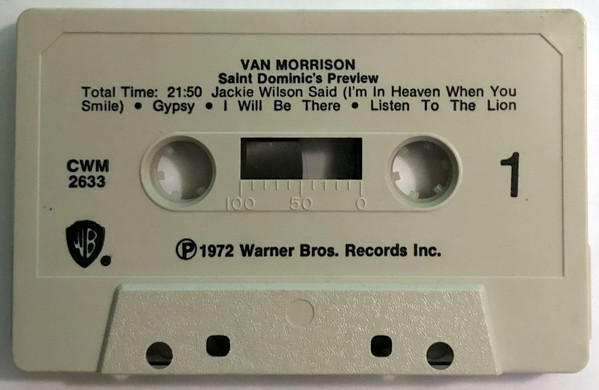 VAN MORRISON
Saint Dominic's Preview
Total Time: 21:50 Jackie Wilson Said (I'm In Heaven When You
Smile) ● Gypsy ● I Will Be There ● Listen To The Lion
CWM
2633
1
100 50 0
WB
Ⓟ1972 Warner Bros. Records Inc.